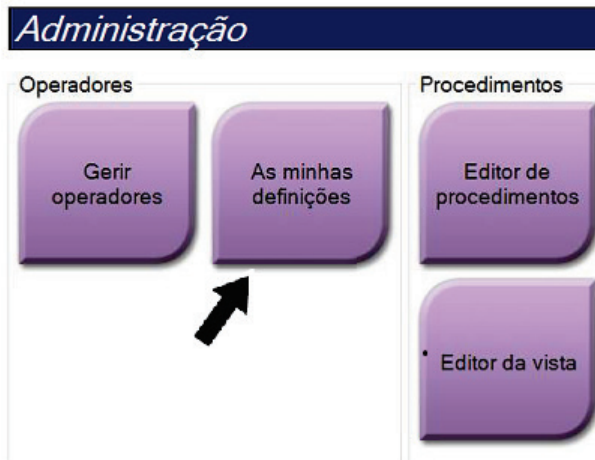 Administração
Operadores
Gerir
operadores
As minhas
definições
Procedimentos
Editor de
procedimentos
Editor da vista